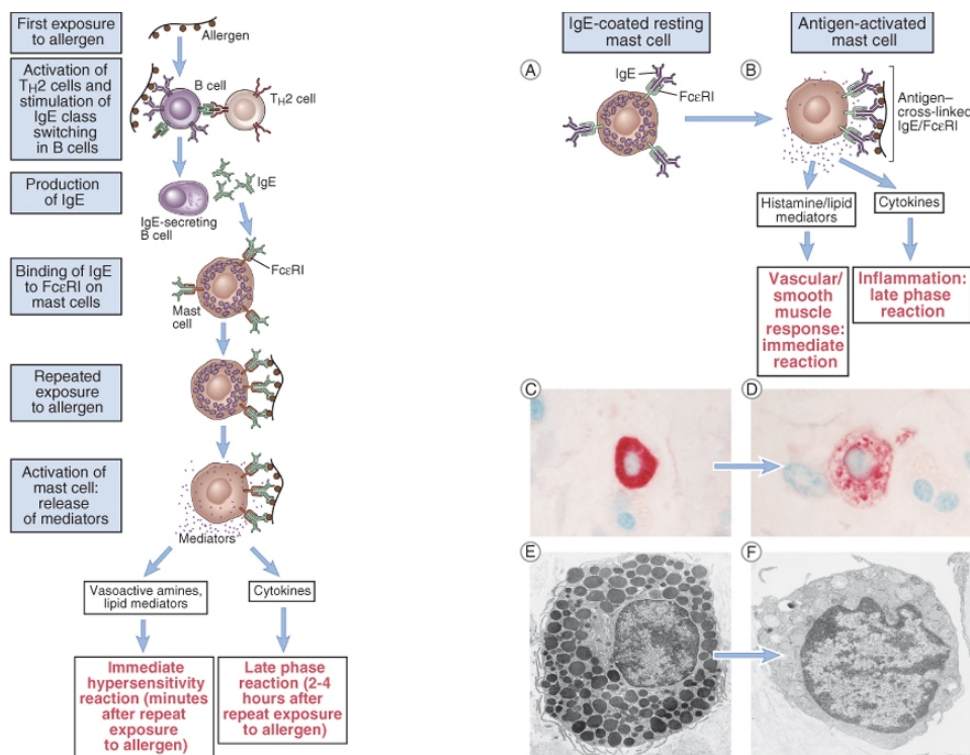 First exposure
to allergen
Allergen
Activation of
TH2 cells and
stimulation of
IgE class
switching
in B cells
B cell
TH2 cell
Production
of IgE
IgE
IgE-secreting
B cell
Binding of IgE
to FcεRI on
mast cells
FcεRI
Mast
cell
Repeated
exposure
to allergen
Activation of
mast cell:
release
of mediators
Mediators
Vasoactive amines,
lipid mediators
Cytokines
Immediate
hypersensitivity
reaction (minutes
after repeat
exposure
to allergen)
Late phase
reaction (2-4
hours after
repeat exposure
to allergen)
IgE-coated resting
mast cell
Antigen-activated
mast cell
A
IgE
FcεRI
B
Antigen–
cross-linked
IgE/FcεRI
Histamine/lipid
mediators
Cytokines
Vascular/
smooth
muscle
response:
immediate
reaction
Inflammation:
late phase
reaction
C
D
E
F